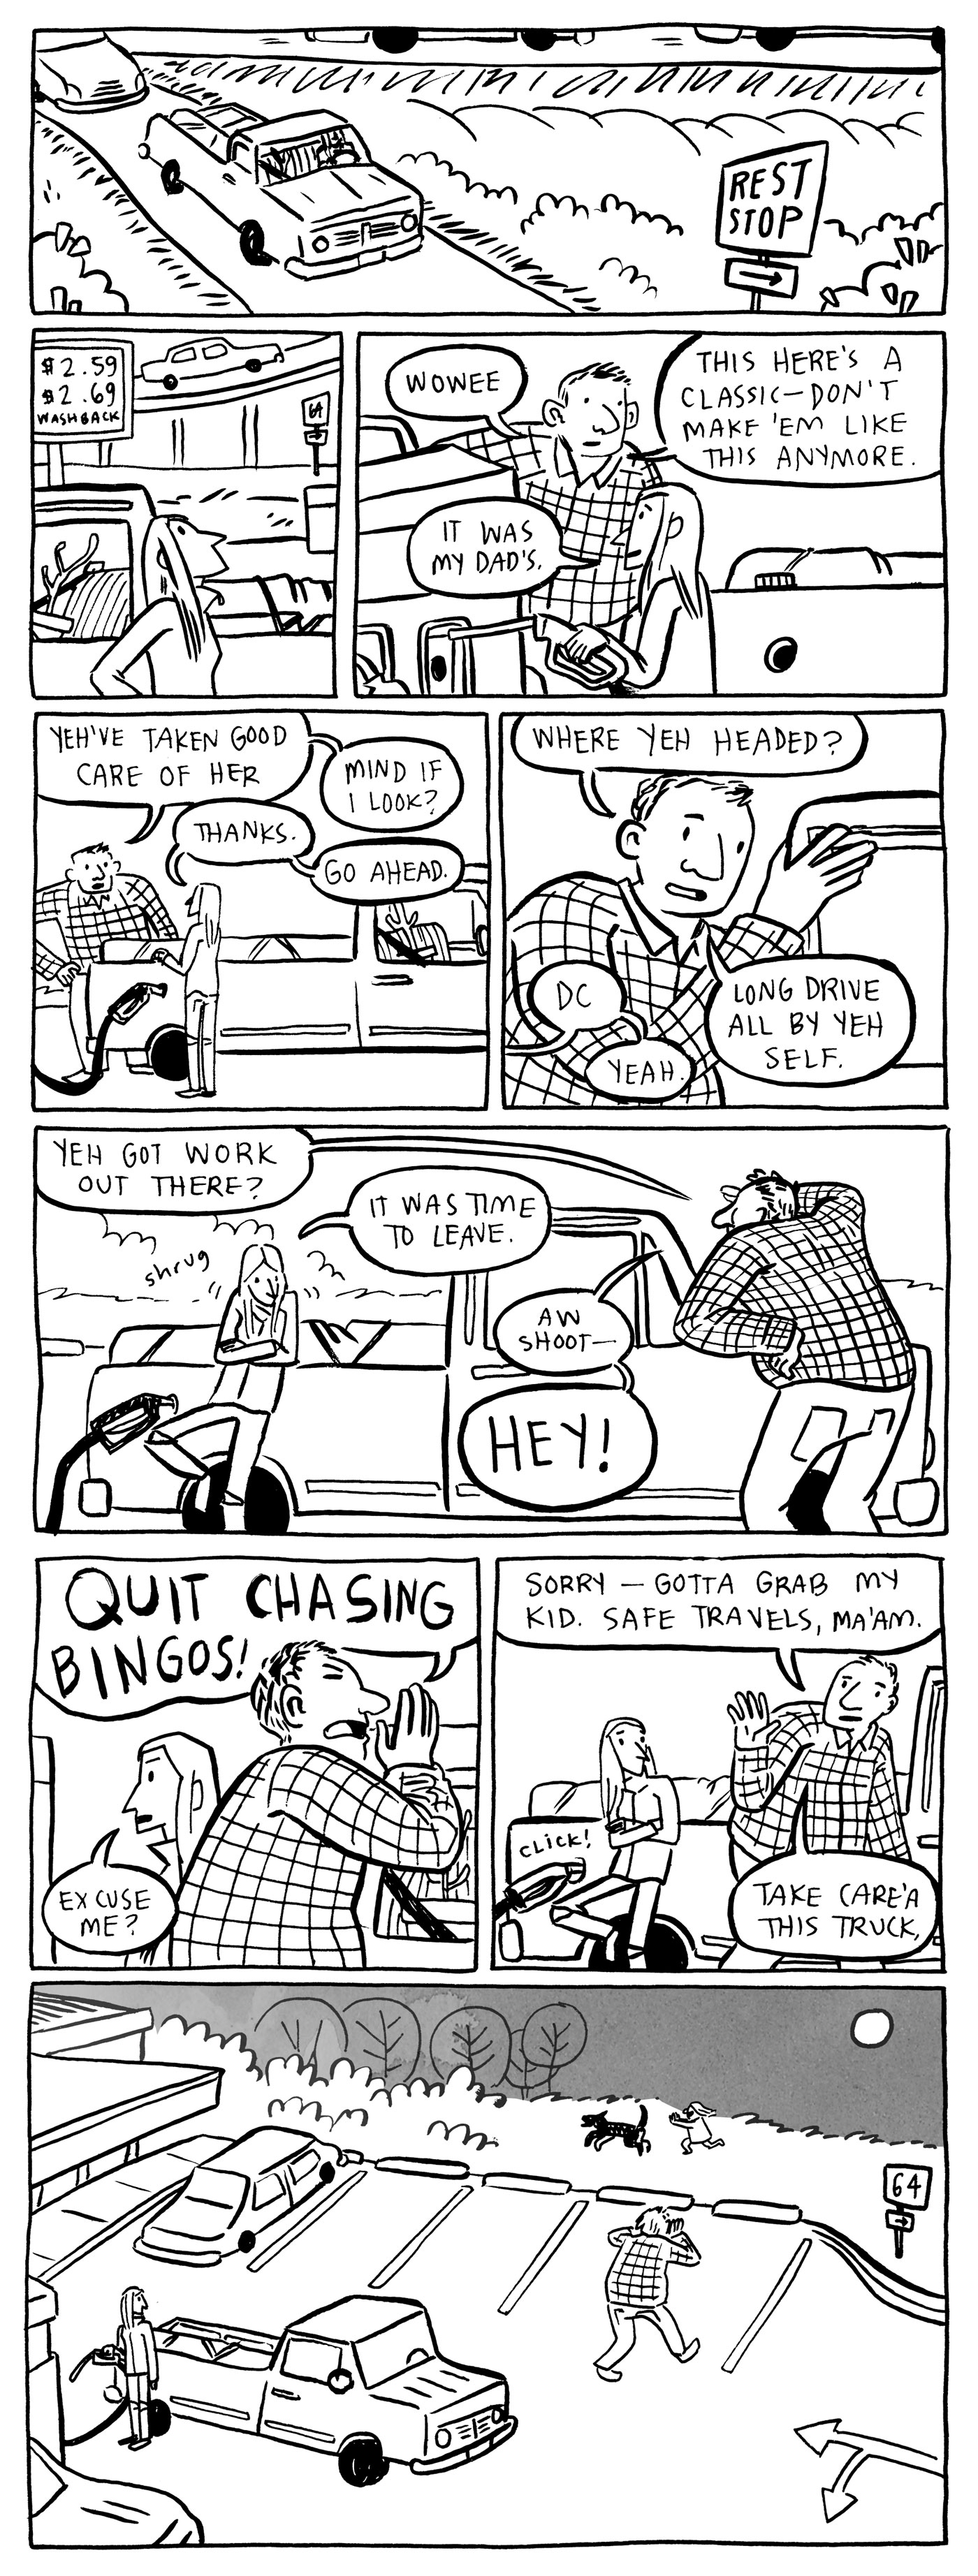 REST
STOP
$2.59
$2.69
WASHBACK
64
WOWEE
THIS HERE'S A
CLASSIC—DON'T
MAKE 'EM LIKE
THIS ANYMORE.
IT WAS
MY DAD'S.
YEH'VE TAKEN GOOD
CARE OF HER
MIND IF
I LOOK?
THANKS.
GO AHEAD.
WHERE YEH HEADED?
DC
LONG DRIVE
ALL BY YEH
SELF.
YEAH.
YEH GOT WORK
OUT THERE?
shrug
IT WAS TIME
TO LEAVE.
AW
SHOOT—
HEY!
QUIT CHASING
BINGOS!
EXCUSE
ME?
SORRY — GOTTA GRAB MY
KID. SAFE TRAVELS, MA'AM.
CLICK!
TAKE CARE'A
THIS TRUCK,
64